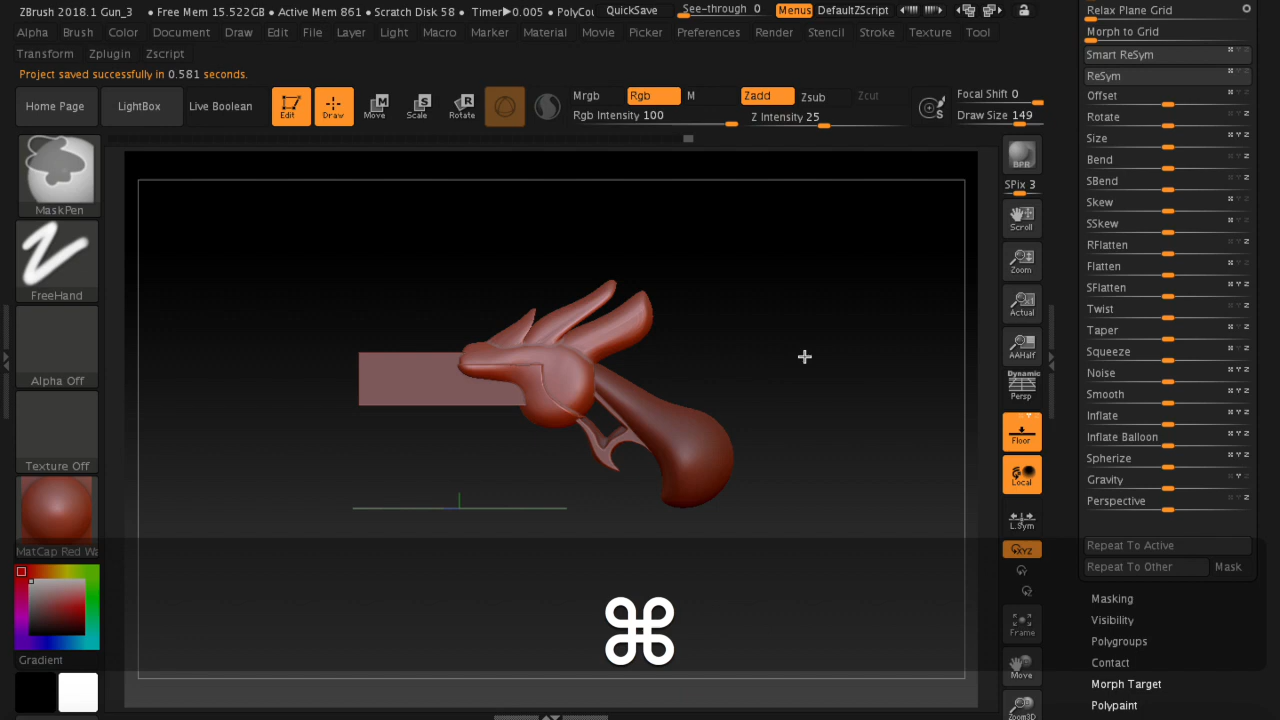 ZBrush 2018.1 Gun_3 • Free Mem 15.522GB • Active Mem 861 • Scratch Disk 58 • Timer▶0.005 • PolyCou QuickSave See-through 0 Menus DefaultZScript
Alpha Brush Color Document Draw Edit File Layer Light Macro Marker Material Movie Picker Preferences Render Stencil Stroke Texture Tool
Transform Zplugin Zscript
Project saved successfully in 0.581 seconds.
Home Page LightBox Live Boolean Edit Draw Move Scale Rotate
M S R
Mrgb Rgb M Zadd Zsub Zcut
Rgb Intensity 100 Z Intensity 25
S
Focal Shift 0
Draw Size 149
MaskPen
FreeHand
Alpha Off
Texture Off
MatCap Red Wa
Gradient
BPR
SPix 3
Scroll
Zoom
Actual
AAHalf
Dynamic
Persp
Floor
Local
L.Sym
XYZ
Frame
Move
Zoom3D
Relax Plane Grid
Morph to Grid
Smart ReSym
ReSym
Offset
Rotate
Size
Bend
SBend
Skew
SSkew
RFlatten
Flatten
SFlatten
Twist
Taper
Squeeze
Noise
Smooth
Inflate
Inflate Balloon
Spherize
Gravity
Perspective
Repeat To Active
Repeat To Other Mask
Masking
Visibility
Polygroups
Contact
Morph Target
Polypaint
⌘